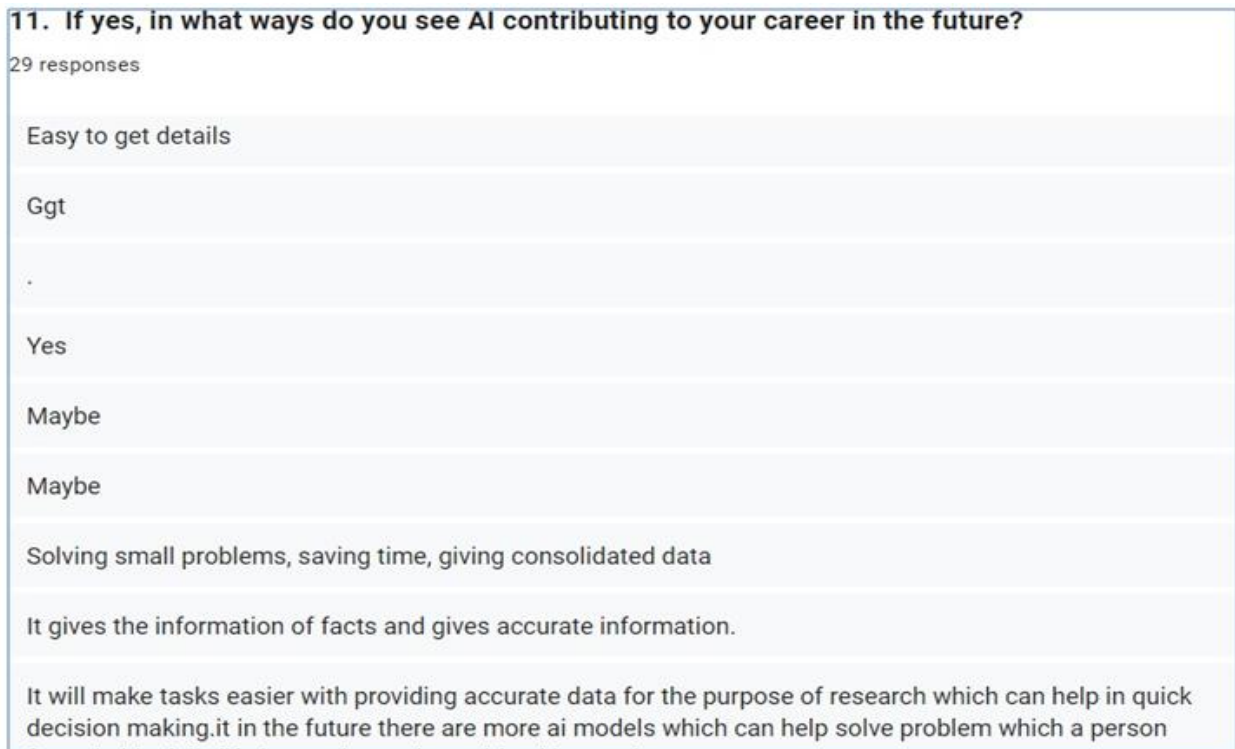 11. If yes, in what ways do you see AI contributing to your career in the future?
29 responses
Easy to get details
Ggt
.
Yes
Maybe
Maybe
Solving small problems, saving time, giving consolidated data
It gives the information of facts and gives accurate information.
It will make tasks easier with providing accurate data for the purpose of research which can help in quick
decision making.it in the future there are more ai models which can help solve problem which a person